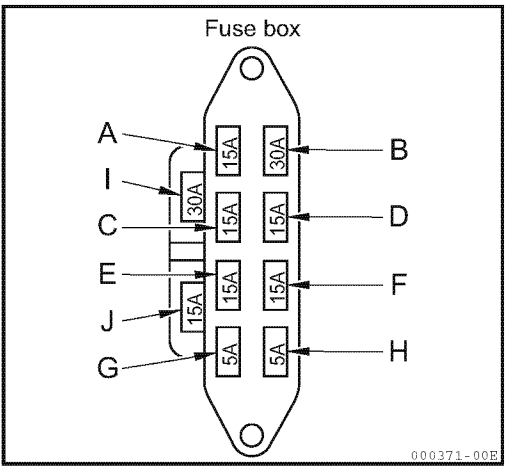 Fuse box
A 15A 30A B
I 30A
C 15A 15A D
E 15A 15A F
J 15A
G 5A 5A H
000371-00E